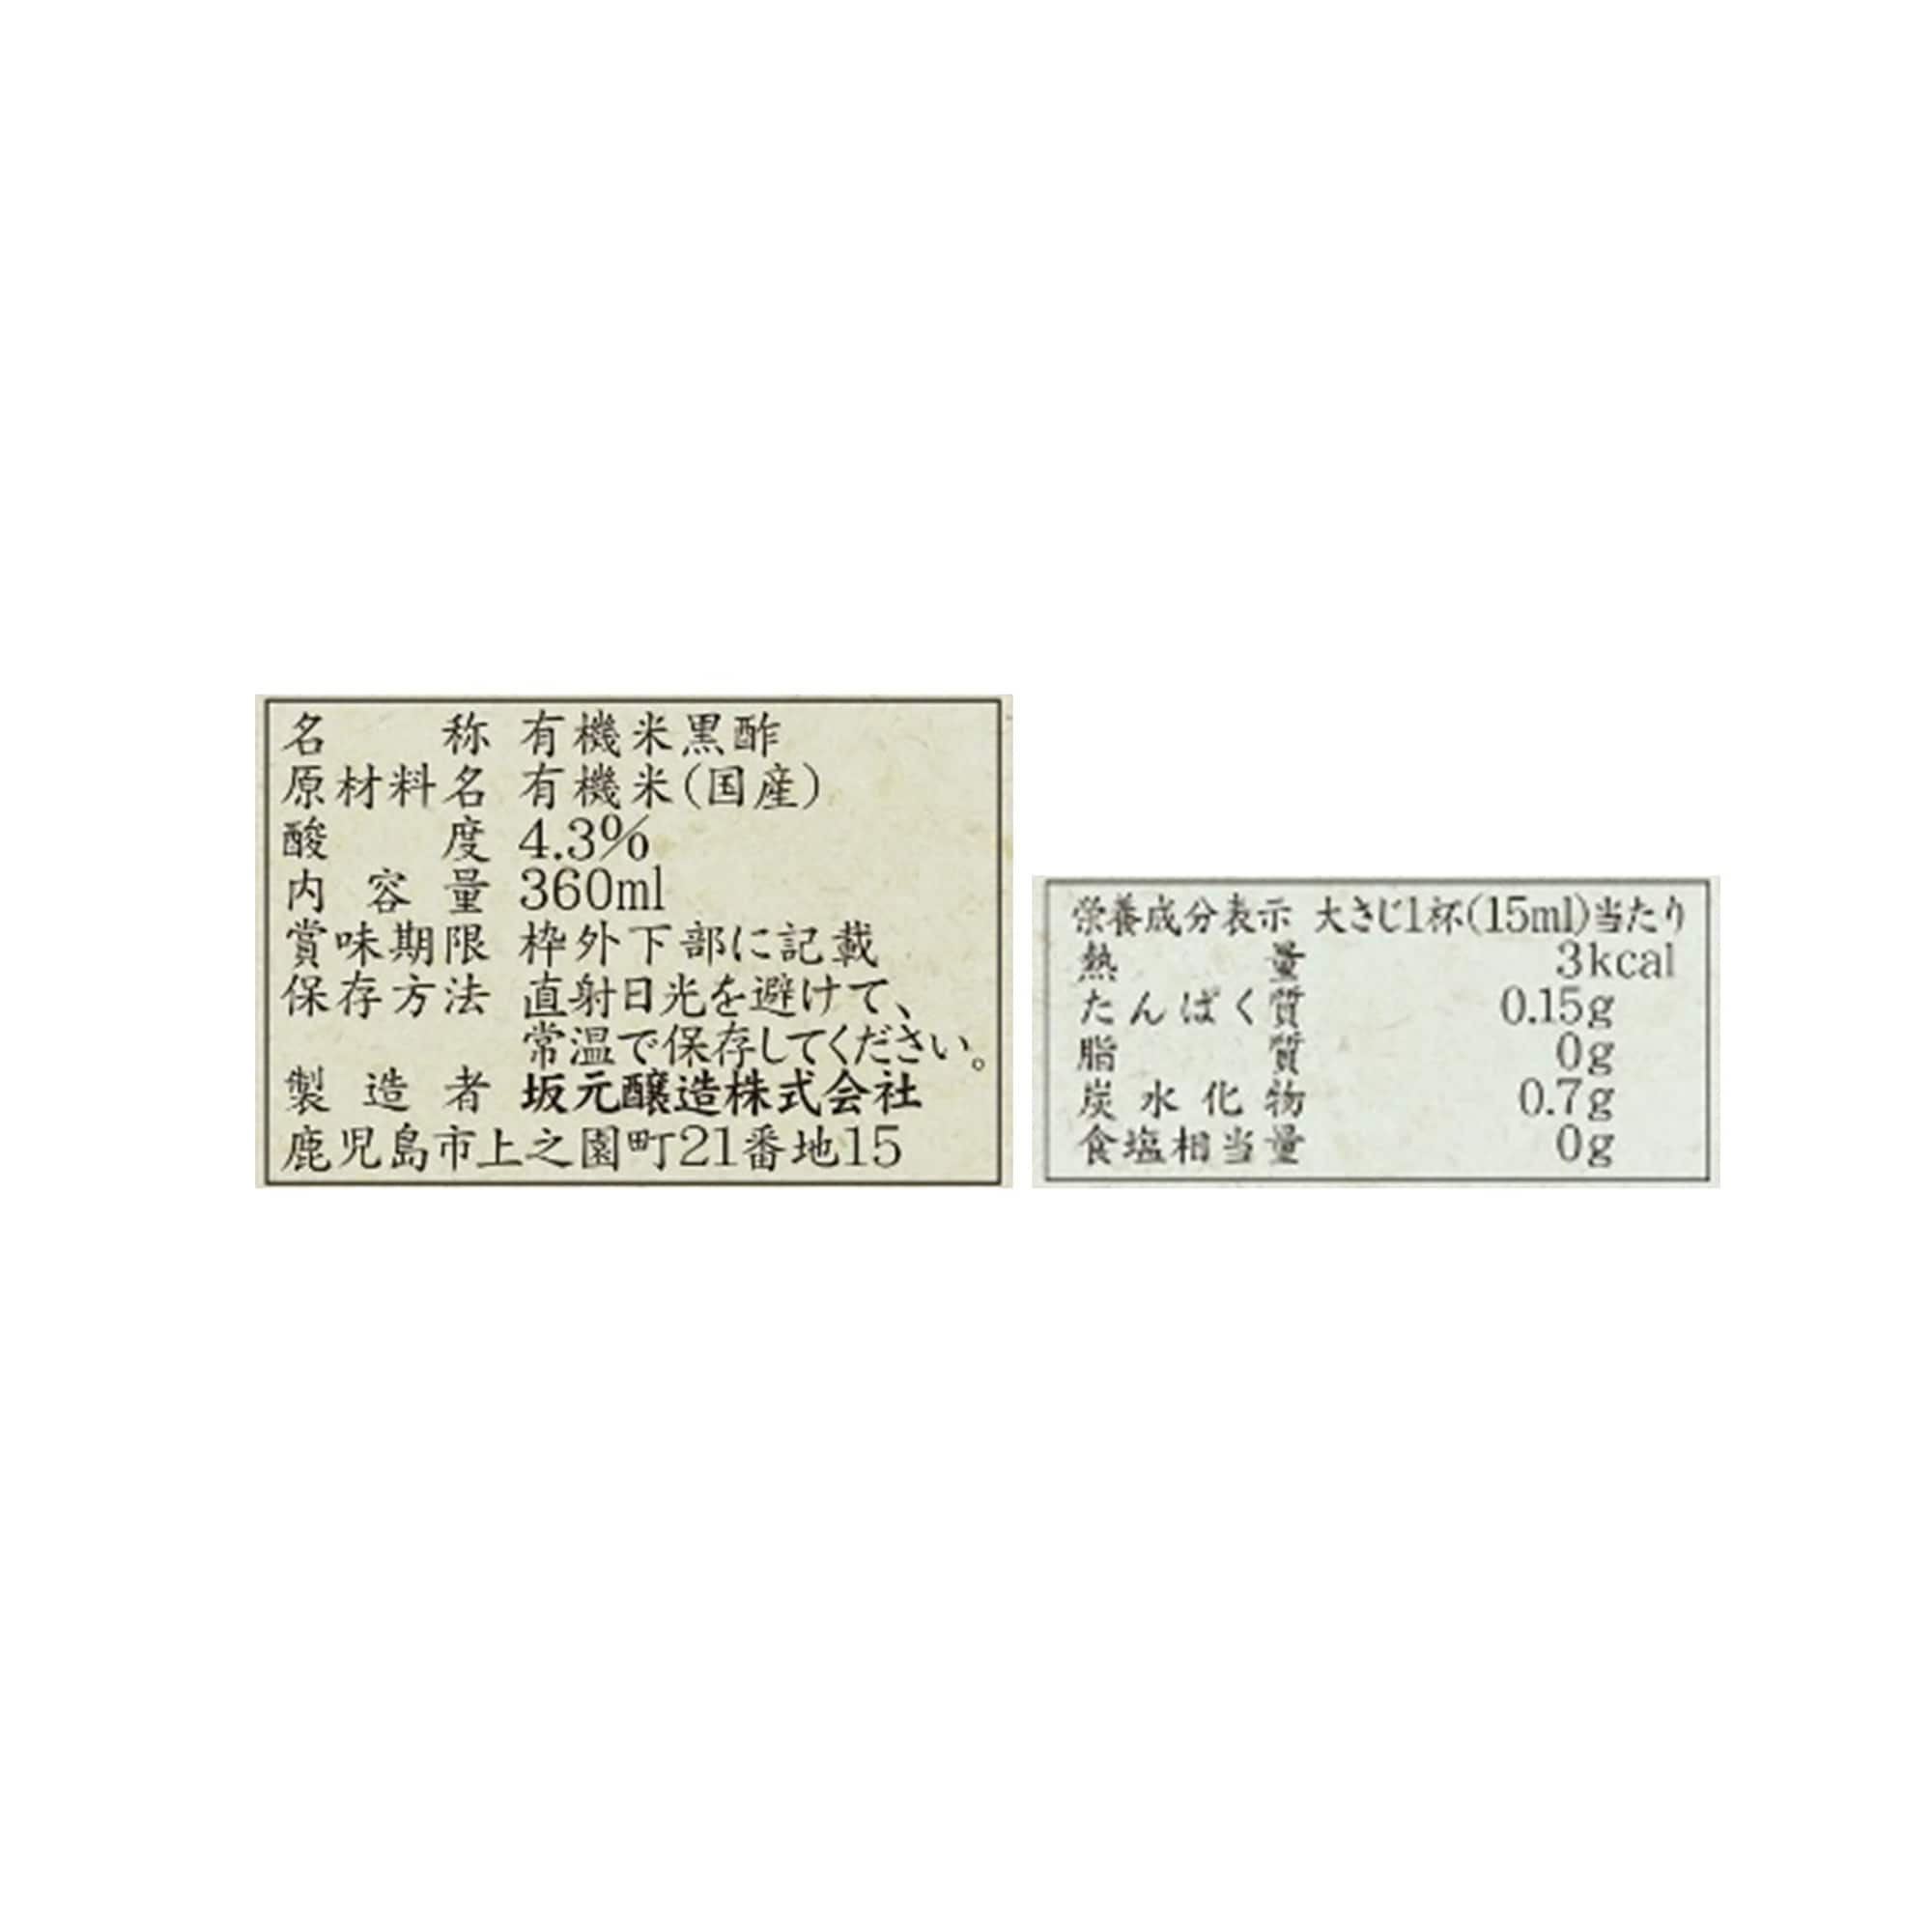 名称 有機米黒酢
原材料名 有機米(国産)
酸度 4.3%
内容量 360ml
賞味期限 枠外下部に記載
保存方法 直射日光を避けて、
常温で保存してください。
製造者 坂元醸造株式会社
鹿児島市上之園町21番地15
栄養成分表示 大さじ1杯(15ml)当たり
熱量 3kcal
たんぱく質 0.15g
脂質 0g
炭水化物 0.7g
食塩相当量 0g